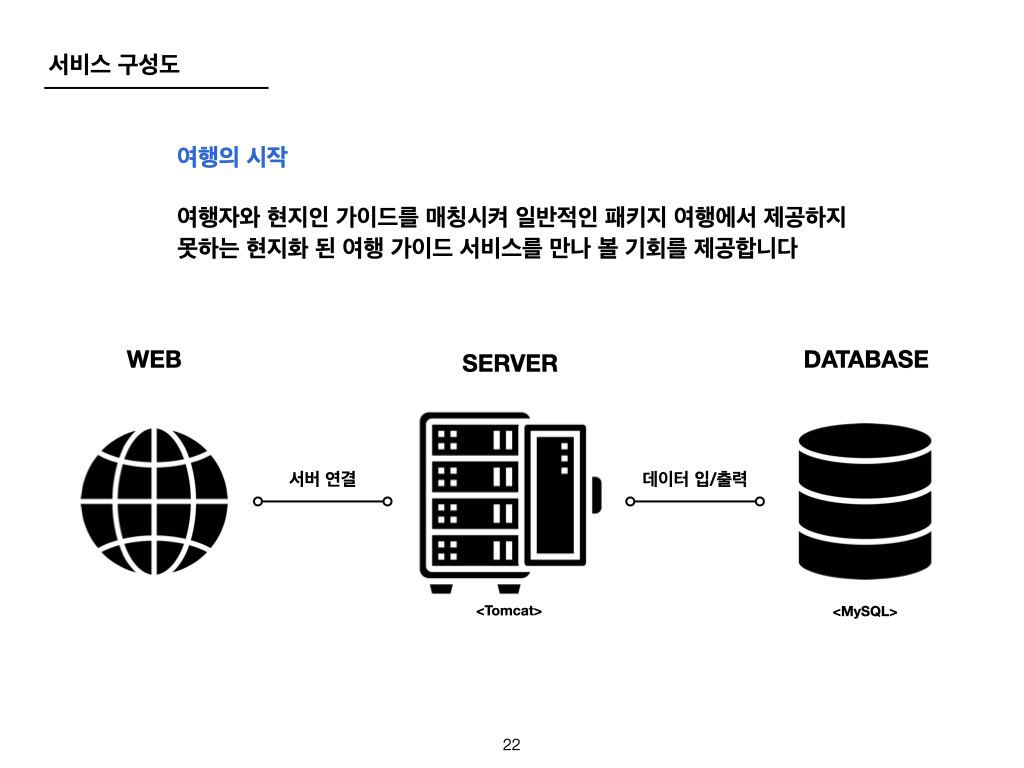 서비스 구성도
여행의 시작
여행자와 현지인 가이드를 매칭시켜 일반적인 패키지 여행에서 제공하지
못하는 현지화 된 여행 가이드 서비스를 만나 볼 기회를 제공합니다
WEB
SERVER
DATABASE
서버 연결
데이터 입/출력
<Tomcat>
<MySQL>
22